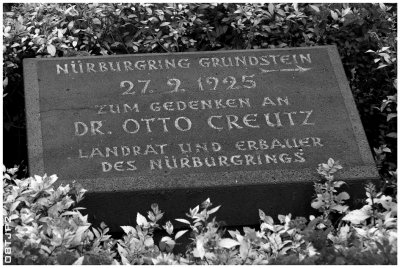 NÜRBURGRING GRUNDSTEIN
27. 9. 1925
ZUM GEDENKEN AN
DR. OTTO CREUTZ
LANDRAT UND ERBAUER
DES NÜRBURGRINGS